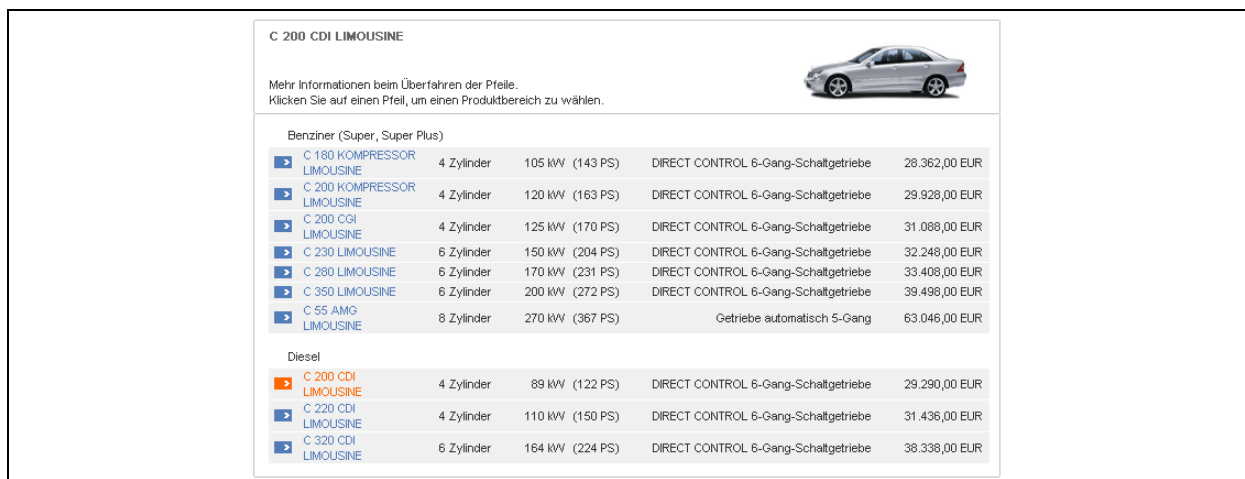 C 200 CDI LIMOUSINE
Mehr Informationen beim Überfahren der Pfeile.
Klicken Sie auf einen Pfeil, um einen Produktbereich zu wählen.
Benziner (Super, Super Plus)
C 180 KOMPRESSOR LIMOUSINE 4 Zylinder 105 kW (143 PS) DIRECT CONTROL 6-Gang-Schaltgetriebe 28.362,00 EUR
C 200 KOMPRESSOR LIMOUSINE 4 Zylinder 120 kW (163 PS) DIRECT CONTROL 6-Gang-Schaltgetriebe 29.928,00 EUR
C 200 CGI LIMOUSINE 4 Zylinder 125 kW (170 PS) DIRECT CONTROL 6-Gang-Schaltgetriebe 31.088,00 EUR
C 230 LIMOUSINE 6 Zylinder 150 kW (204 PS) DIRECT CONTROL 6-Gang-Schaltgetriebe 32.248,00 EUR
C 280 LIMOUSINE 6 Zylinder 170 kW (231 PS) DIRECT CONTROL 6-Gang-Schaltgetriebe 33.408,00 EUR
C 350 LIMOUSINE 6 Zylinder 200 kW (272 PS) DIRECT CONTROL 6-Gang-Schaltgetriebe 39.498,00 EUR
C 55 AMG LIMOUSINE 8 Zylinder 270 kW (367 PS) Getriebe automatisch 5-Gang 63.046,00 EUR
Diesel
C 200 CDI LIMOUSINE 4 Zylinder 89 kW (122 PS) DIRECT CONTROL 6-Gang-Schaltgetriebe 29.290,00 EUR
C 220 CDI LIMOUSINE 4 Zylinder 110 kW (150 PS) DIRECT CONTROL 6-Gang-Schaltgetriebe 31.436,00 EUR
C 320 CDI LIMOUSINE 6 Zylinder 164 kW (224 PS) DIRECT CONTROL 6-Gang-Schaltgetriebe 38.338,00 EUR